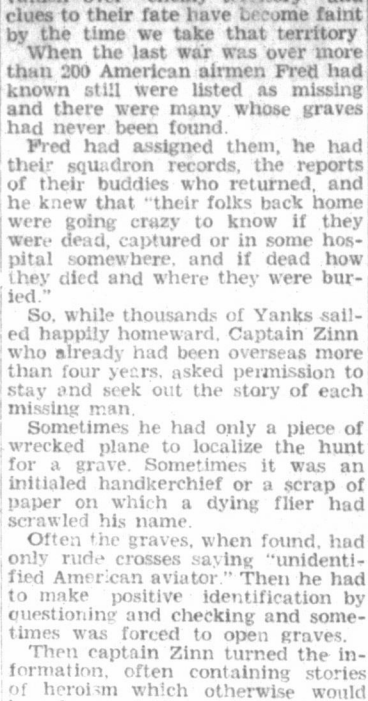 clues to their fate have become faint
by the time we take that territory
When the last war was over more
than 200 American airmen Fred had
known still were listed as missing
and there were many whose graves
had never been found.
Fred had assigned them, he had
their squadron records, the reports
of their buddies who returned, and
he knew that "their folks back home
were going crazy to know if they
were dead, captured or in some hos-
pital somewhere, and if dead how
they died and where they were bur-
ied."
So, while thousands of Yanks sail-
ed happily homeward, Captain Zinn
who already had been overseas more
than four years, asked permission to
stay and seek out the story of each
missing man.
Sometimes he had only a piece of
wrecked plane to localize the hunt
for a grave. Sometimes it was an
initialed handkerchief or a scrap of
paper on which a dying flier had
scrawled his name.
Often the graves, when found, had
only rude crosses saying "unidenti-
fied American aviator." Then he had
to make positive identification by
questioning and checking and some-
times was forced to open graves.
Then captain Zinn turned the in-
formation, often containing stories
of heroism which otherwise would